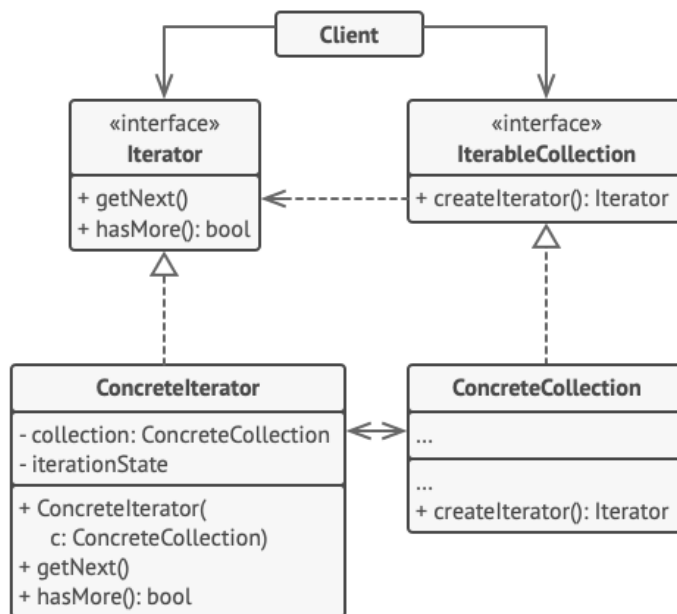 Client
«interface»
Iterator
+ getNext()
+ hasMore(): bool
«interface»
IterableCollection
+ createIterator(): Iterator
ConcreteIterator
- collection: ConcreteCollection
- iterationState
+ ConcreteIterator(
c: ConcreteCollection)
+ getNext()
+ hasMore(): bool
ConcreteCollection
...
...
+ createIterator(): Iterator